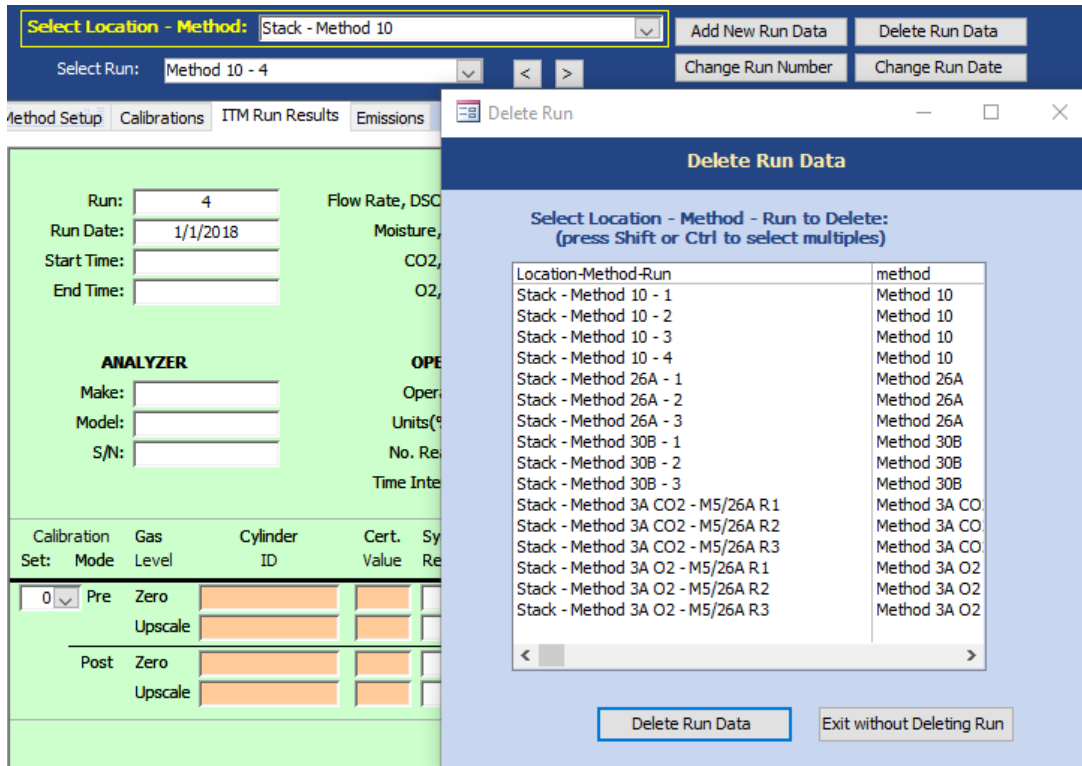 Select Location - Method: Stack - Method 10
Add New Run Data Delete Run Data
Select Run: Method 10 - 4 < > Change Run Number Change Run Date
Method Setup Calibrations ITM Run Results Emissions
Run: 4 Flow Rate,
Run Date: 1/1/2018 Moisture,
Start Time: CO2,
End Time: O2,
ANALYZER
Make:
Model:
S/N: No.
Time
Calibration Gas Cylinder Cert.
Set: Mode Level ID Value
0 Pre Zero
Upscale
Post Zero
Upscale
Delete Run
Delete Run Data
Select Location - Method - Run to Delete:
(press Shift or Ctrl to select multiples)
Location-Method-Run method
Stack - Method 10 - 1 Method 10
Stack - Method 10 - 2 Method 10
Stack - Method 10 - 3 Method 10
Stack - Method 10 - 4 Method 10
Stack - Method 26A - 1 Method 26A
Stack - Method 26A - 2 Method 26A
Stack - Method 26A - 3 Method 26A
Stack - Method 30B - 1 Method 30B
Stack - Method 30B - 2 Method 30B
Stack - Method 30B - 3 Method 30B
Stack - Method 3A CO2 - M5/26A R1 Method 3A CO
Stack - Method 3A CO2 - M5/26A R2 Method 3A CO
Stack - Method 3A CO2 - M5/26A R3 Method 3A CO
Stack - Method 3A O2 - M5/26A R1 Method 3A O2
Stack - Method 3A O2 - M5/26A R2 Method 3A O2
Stack - Method 3A O2 - M5/26A R3 Method 3A O2
Delete Run Data Exit without Deleting Run